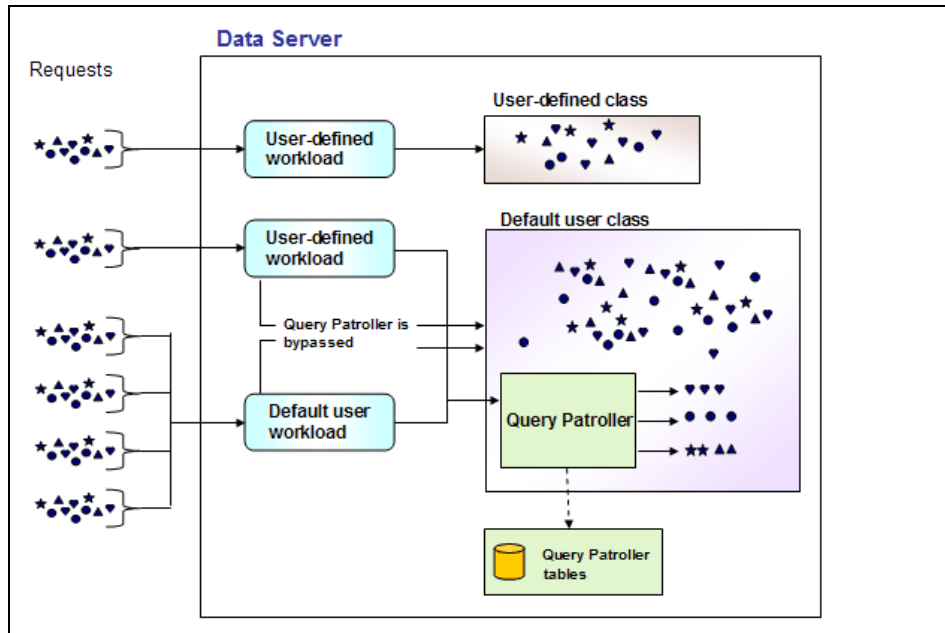 Data Server
Requests
User-defined class
User-defined
workload
Default user class
User-defined
workload
Query Patroller is
bypassed
Default user
workload
Query Patroller
Query Patroller
tables